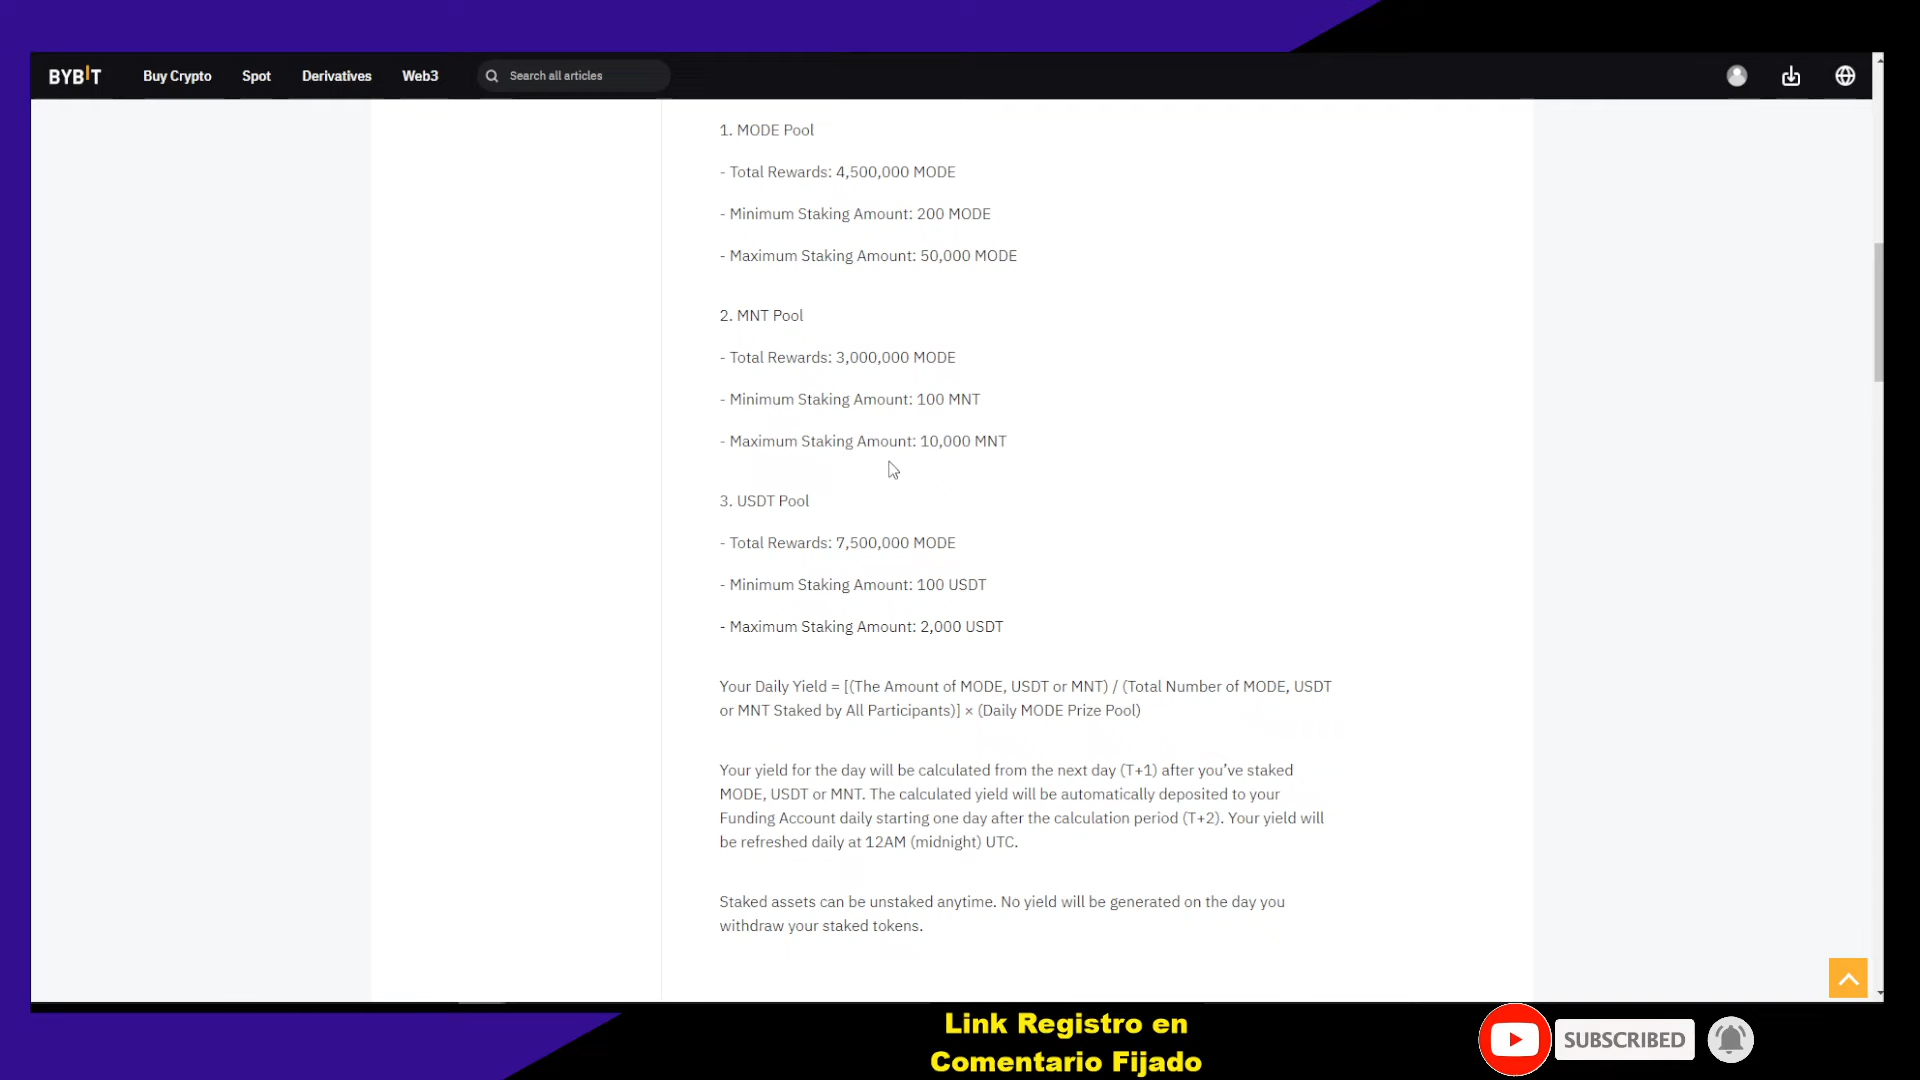 BYBIT Buy Crypto Spot Derivatives Web3 Search all articles
1. MODE Pool
- Total Rewards: 4,500,000 MODE
- Minimum Staking Amount: 200 MODE
- Maximum Staking Amount: 50,000 MODE
2. MNT Pool
- Total Rewards: 3,000,000 MODE
- Minimum Staking Amount: 100 MNT
- Maximum Staking Amount: 10,000 MNT
3. USDT Pool
- Total Rewards: 7,500,000 MODE
- Minimum Staking Amount: 100 USDT
- Maximum Staking Amount: 2,000 USDT
Your Daily Yield = [(The Amount of MODE, USDT or MNT) / (Total Number of MODE, USDT
or MNT Staked by All Participants)] × (Daily MODE Prize Pool)
Your yield for the day will be calculated from the next day (T+1) after you’ve staked
MODE, USDT or MNT. The calculated yield will be automatically deposited to your
Funding Account daily starting one day after the calculation period (T+2). Your yield will
be refreshed daily at 12AM (midnight) UTC.
Staked assets can be unstaked anytime. No yield will be generated on the day you
withdraw your staked tokens.
Link Registro en
Comentario Fijado
SUBSCRIBED